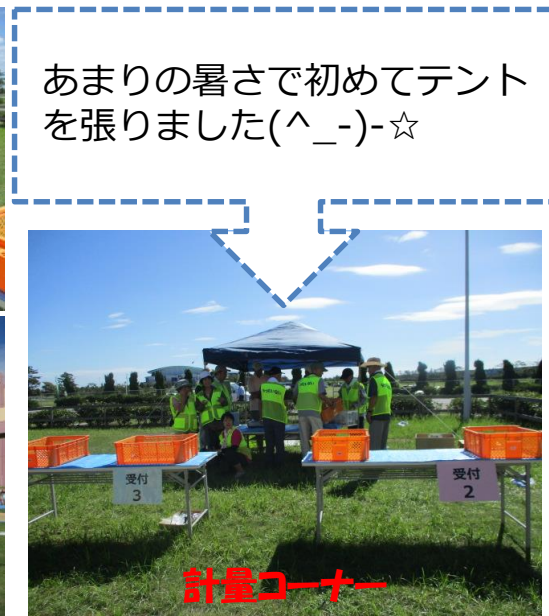 あまりの暑さで初めてテント
を張りました(^_-)-☆
受付
3
受付
2
計量コーナー